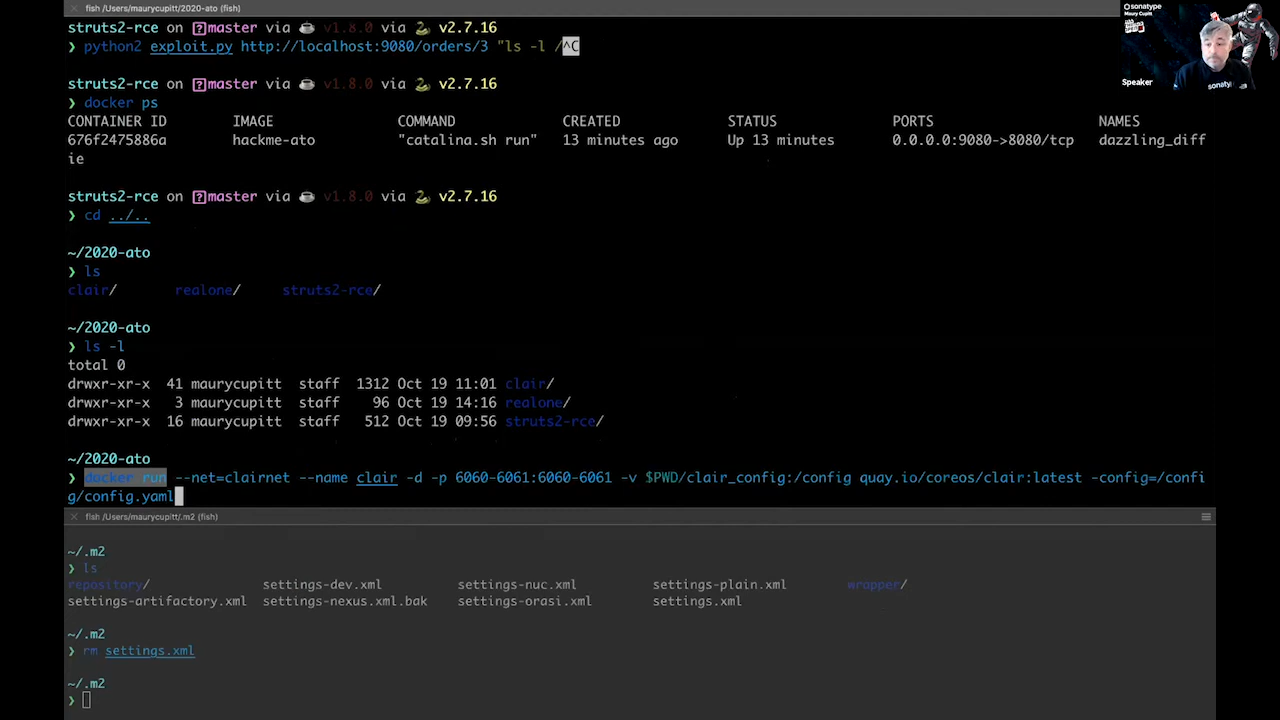 fish /Users/maurycupitt/2020-ato (fish)
struts2-rce on master via v1.8.0 via v2.7.16
❯ python2 exploit.py http://localhost:9080/orders/3 "ls -l /^C
struts2-rce on master via v1.8.0 via v2.7.16
❯ docker ps
CONTAINER ID IMAGE COMMAND CREATED STATUS PORTS NAMES
676f2475886a hackme-ato "catalina.sh run" 13 minutes ago Up 13 minutes 0.0.0.0:9080->8080/tcp dazzling_diff
ie
struts2-rce on master via v1.8.0 via v2.7.16
❯ cd ../..
~/2020-ato
❯ ls
clair/ realone/ struts2-rce/
~/2020-ato
❯ ls -l
total 0
drwxr-xr-x 41 maurycupitt staff 1312 Oct 19 11:01 clair/
drwxr-xr-x 3 maurycupitt staff 96 Oct 19 14:16 realone/
drwxr-xr-x 16 maurycupitt staff 512 Oct 19 09:56 struts2-rce/
~/2020-ato
❯ docker run --net=clairnet --name clair -d -p 6060-6061:6060-6061 -v $PWD/clair_config:/config quay.io/coreos/clair:latest -config=/confi
g/config.yaml
fish /Users/maurycupitt/.m2 (fish)
~/.m2
❯ ls
repository/ settings-dev.xml settings-nuc.xml settings-plain.xml wrapper/
settings-artifactory.xml settings-nexus.xml.bak settings-orasi.xml settings.xml
~/.m2
❯ rm settings.xml
~/.m2
❯
sonatype
Maury Cupitt
Speaker
sonatyp